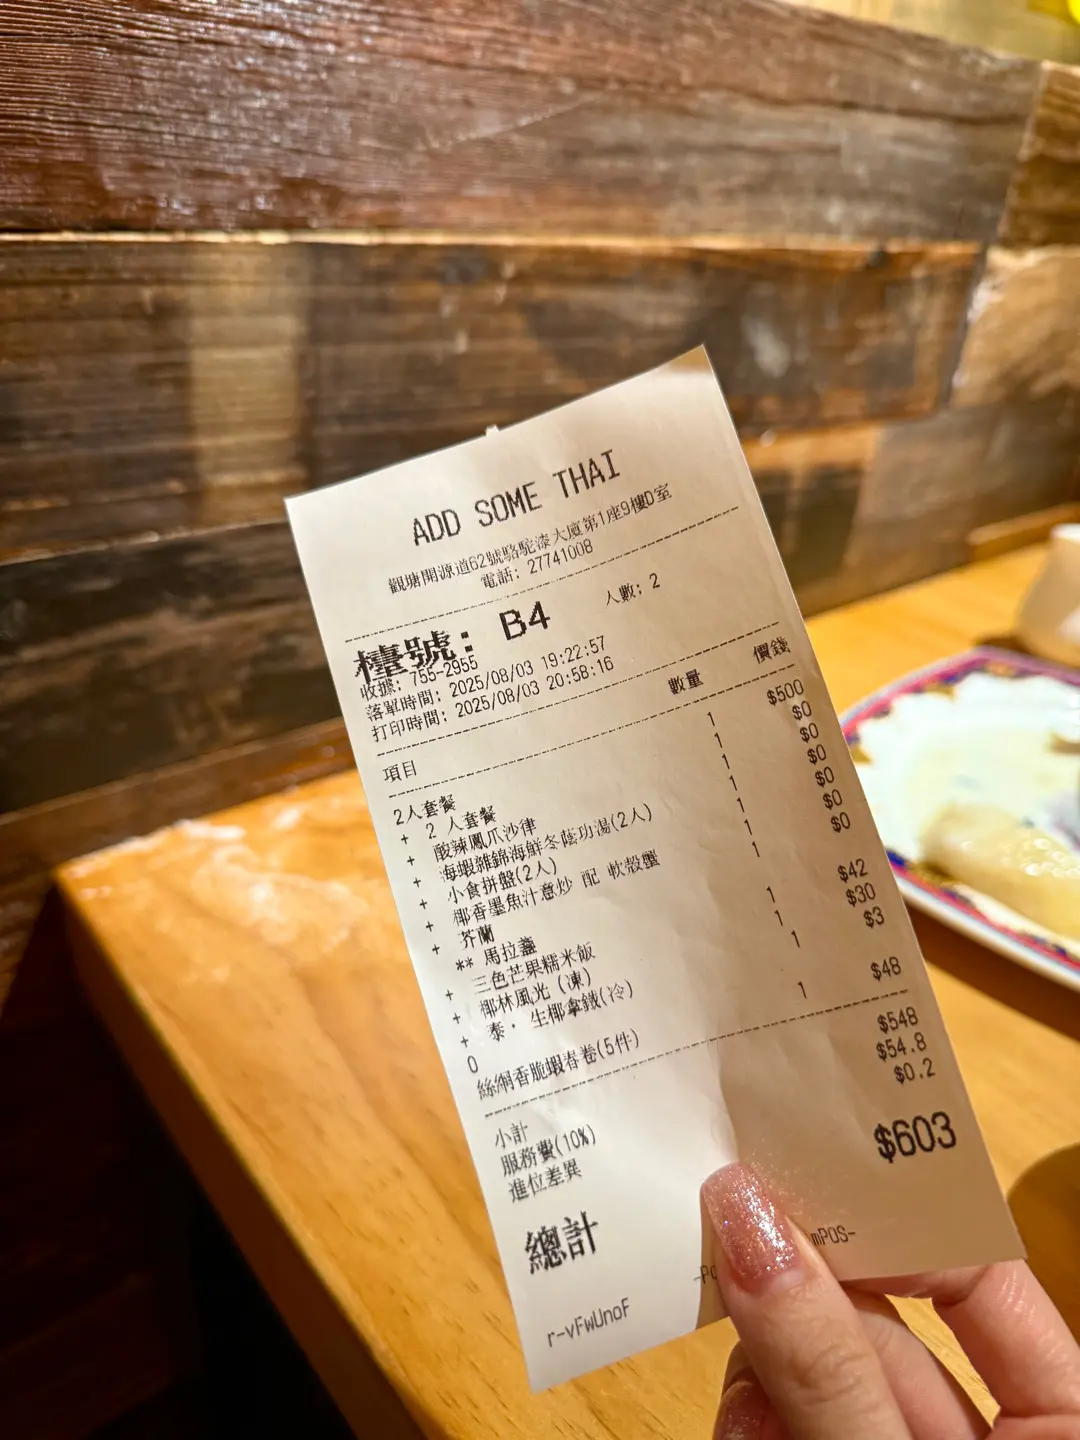 ADD SOME THAI
觀塘開源道62號駱駝漆大廈第1座9樓D室
電話: 27741008
檯號: B4 人數: 2
收據: 755-2955
落單時間: 2025/08/03 19:22:57
打印時間: 2025/08/03 20:58:16
項目 數量 價錢
2人套餐 1 $500
+ 2 人套餐 1 $0
+ 酸辣鳳爪沙律 1 $0
+ 海蝦雜錦海鮮冬蔭功湯(2人) 1 $0
+ 小食拼盤(2人) 1 $0
+ 椰香墨魚汁意炒 配 軟殼蟹 1 $0
+ 芥蘭 1 $0
** 馬拉盞
+ 三色芒果糯米飯 1 $42
+ 椰林風光 (凍) 1 $30
+ 泰. 生椰拿鐵(冷) 1 $3
0
絲網香脆蝦春卷(5件) 1 $48
小計 $548
服務費(10%) $54.8
進位差異 $0.2
總計 $603
r-vFwUnoF
mPOS-